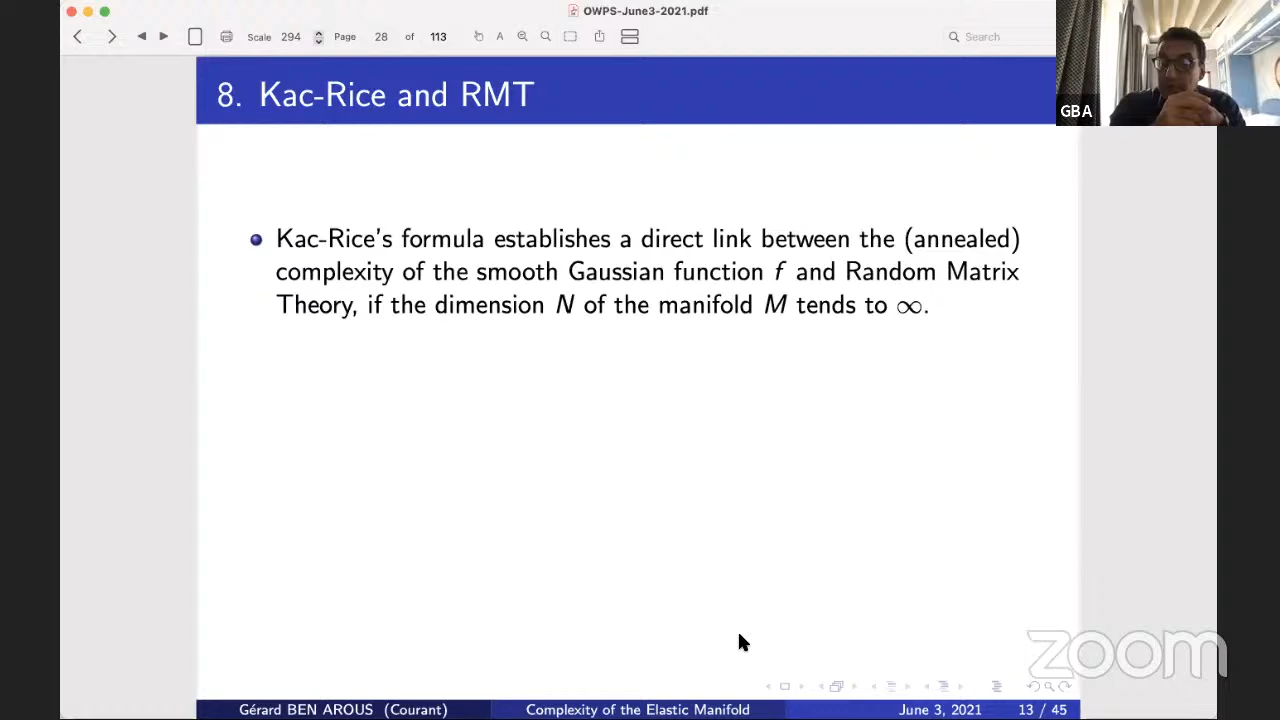 OWPS-June3-2021.pdf
Scale 294 Page 28 of 113
Search
GBA
8. Kac-Rice and RMT
Kac-Rice's formula establishes a direct link between the (annealed)
complexity of the smooth Gaussian function f and Random Matrix
Theory, if the dimension N of the manifold M tends to ∞.
zoom
Gérard BEN AROUS (Courant) Complexity of the Elastic Manifold June 3, 2021 13 / 45